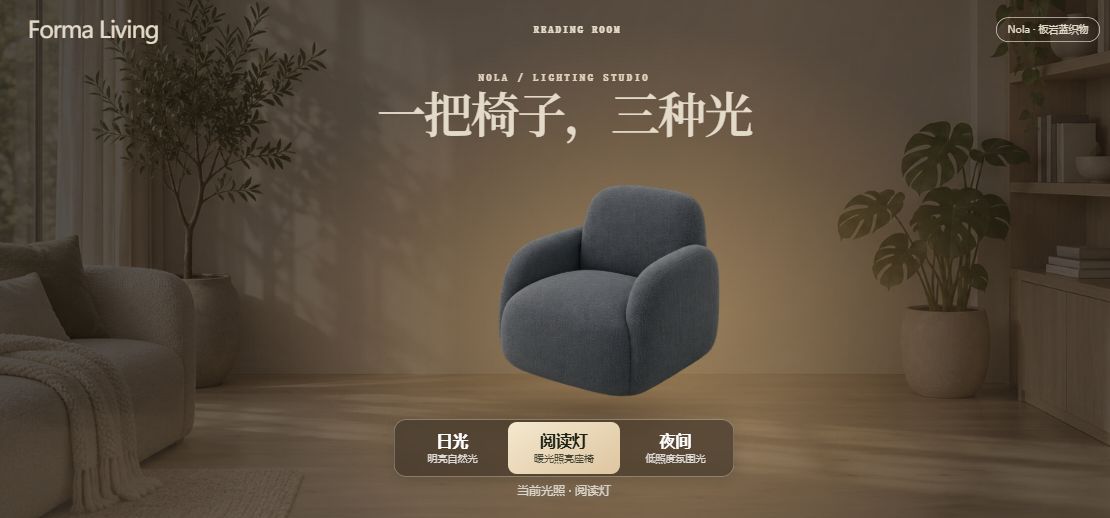 Forma Living
READING ROOM
Nola · 板岩蓝织物
NOLA / LIGHTING STUDIO
一把椅子，三种光
日光
明亮自然光
阅读灯
暖光照亮座椅
夜间
低照度氛围光
当前光照 · 阅读灯